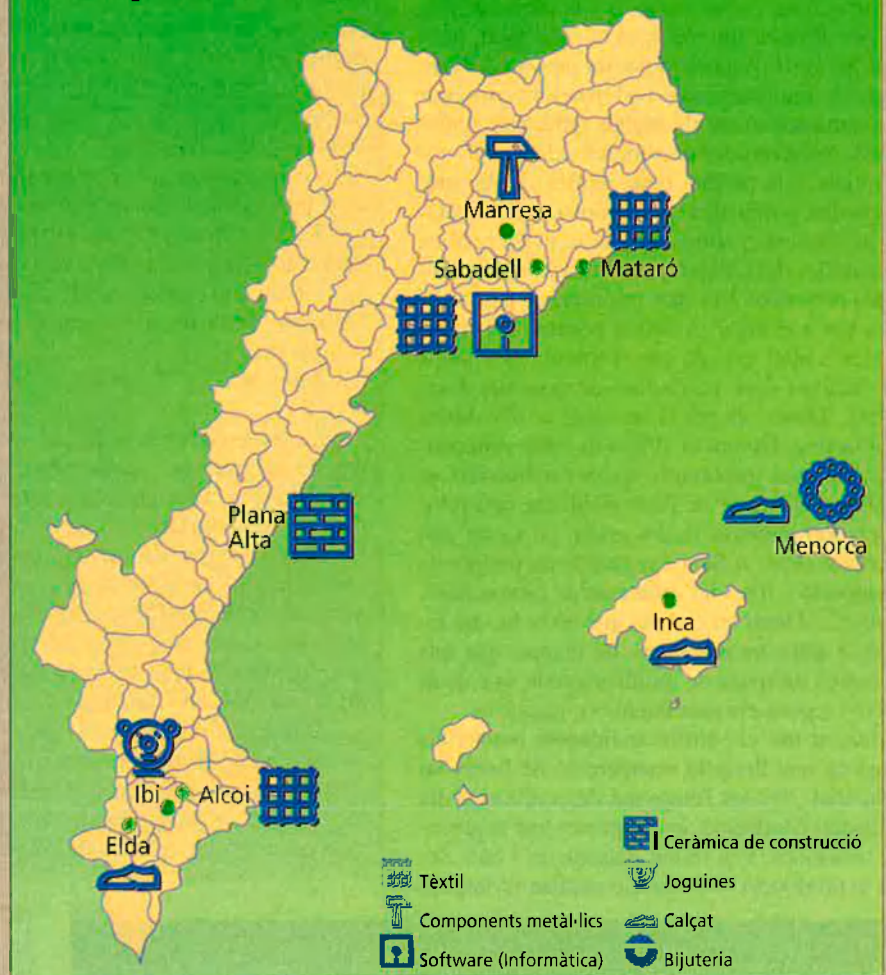 Manresa
Sabadell
Mataró
Plana
Alta
Menorca
Inca
Ibi
Alcoi
Elda
Ceràmica de construcció
Tèxtil
Joguines
Components metàl·lics
Calçat
Software (Informàtica)
Bijuteria